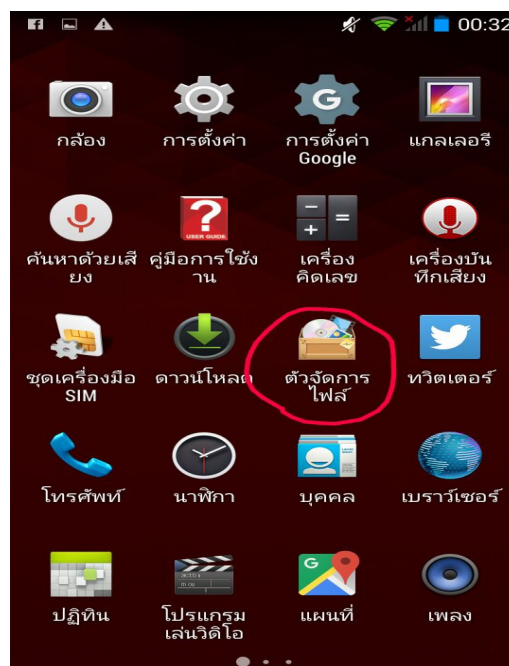 00:32
กล้อง
การตั้งค่า
การตั้งค่า
Google
แกลเลอรี
ค้นหาด้วยเสี
ยง
USER GUIDE
คู่มือการใช้ง
าน
เครื่อง
คิดเลข
เครื่องบัน
ทึกเสียง
ชุดเครื่องมือ
SIM
ดาวน์โหลด
ตัวจัดการ
ไฟล์
ทวิตเตอร์
โทรศัพท์
นาฬิกา
บุคคล
เบราว์เซอร์
ปฏิทิน
โปรแกรม
เล่นวิดิโอ
แผนที่
เพลง